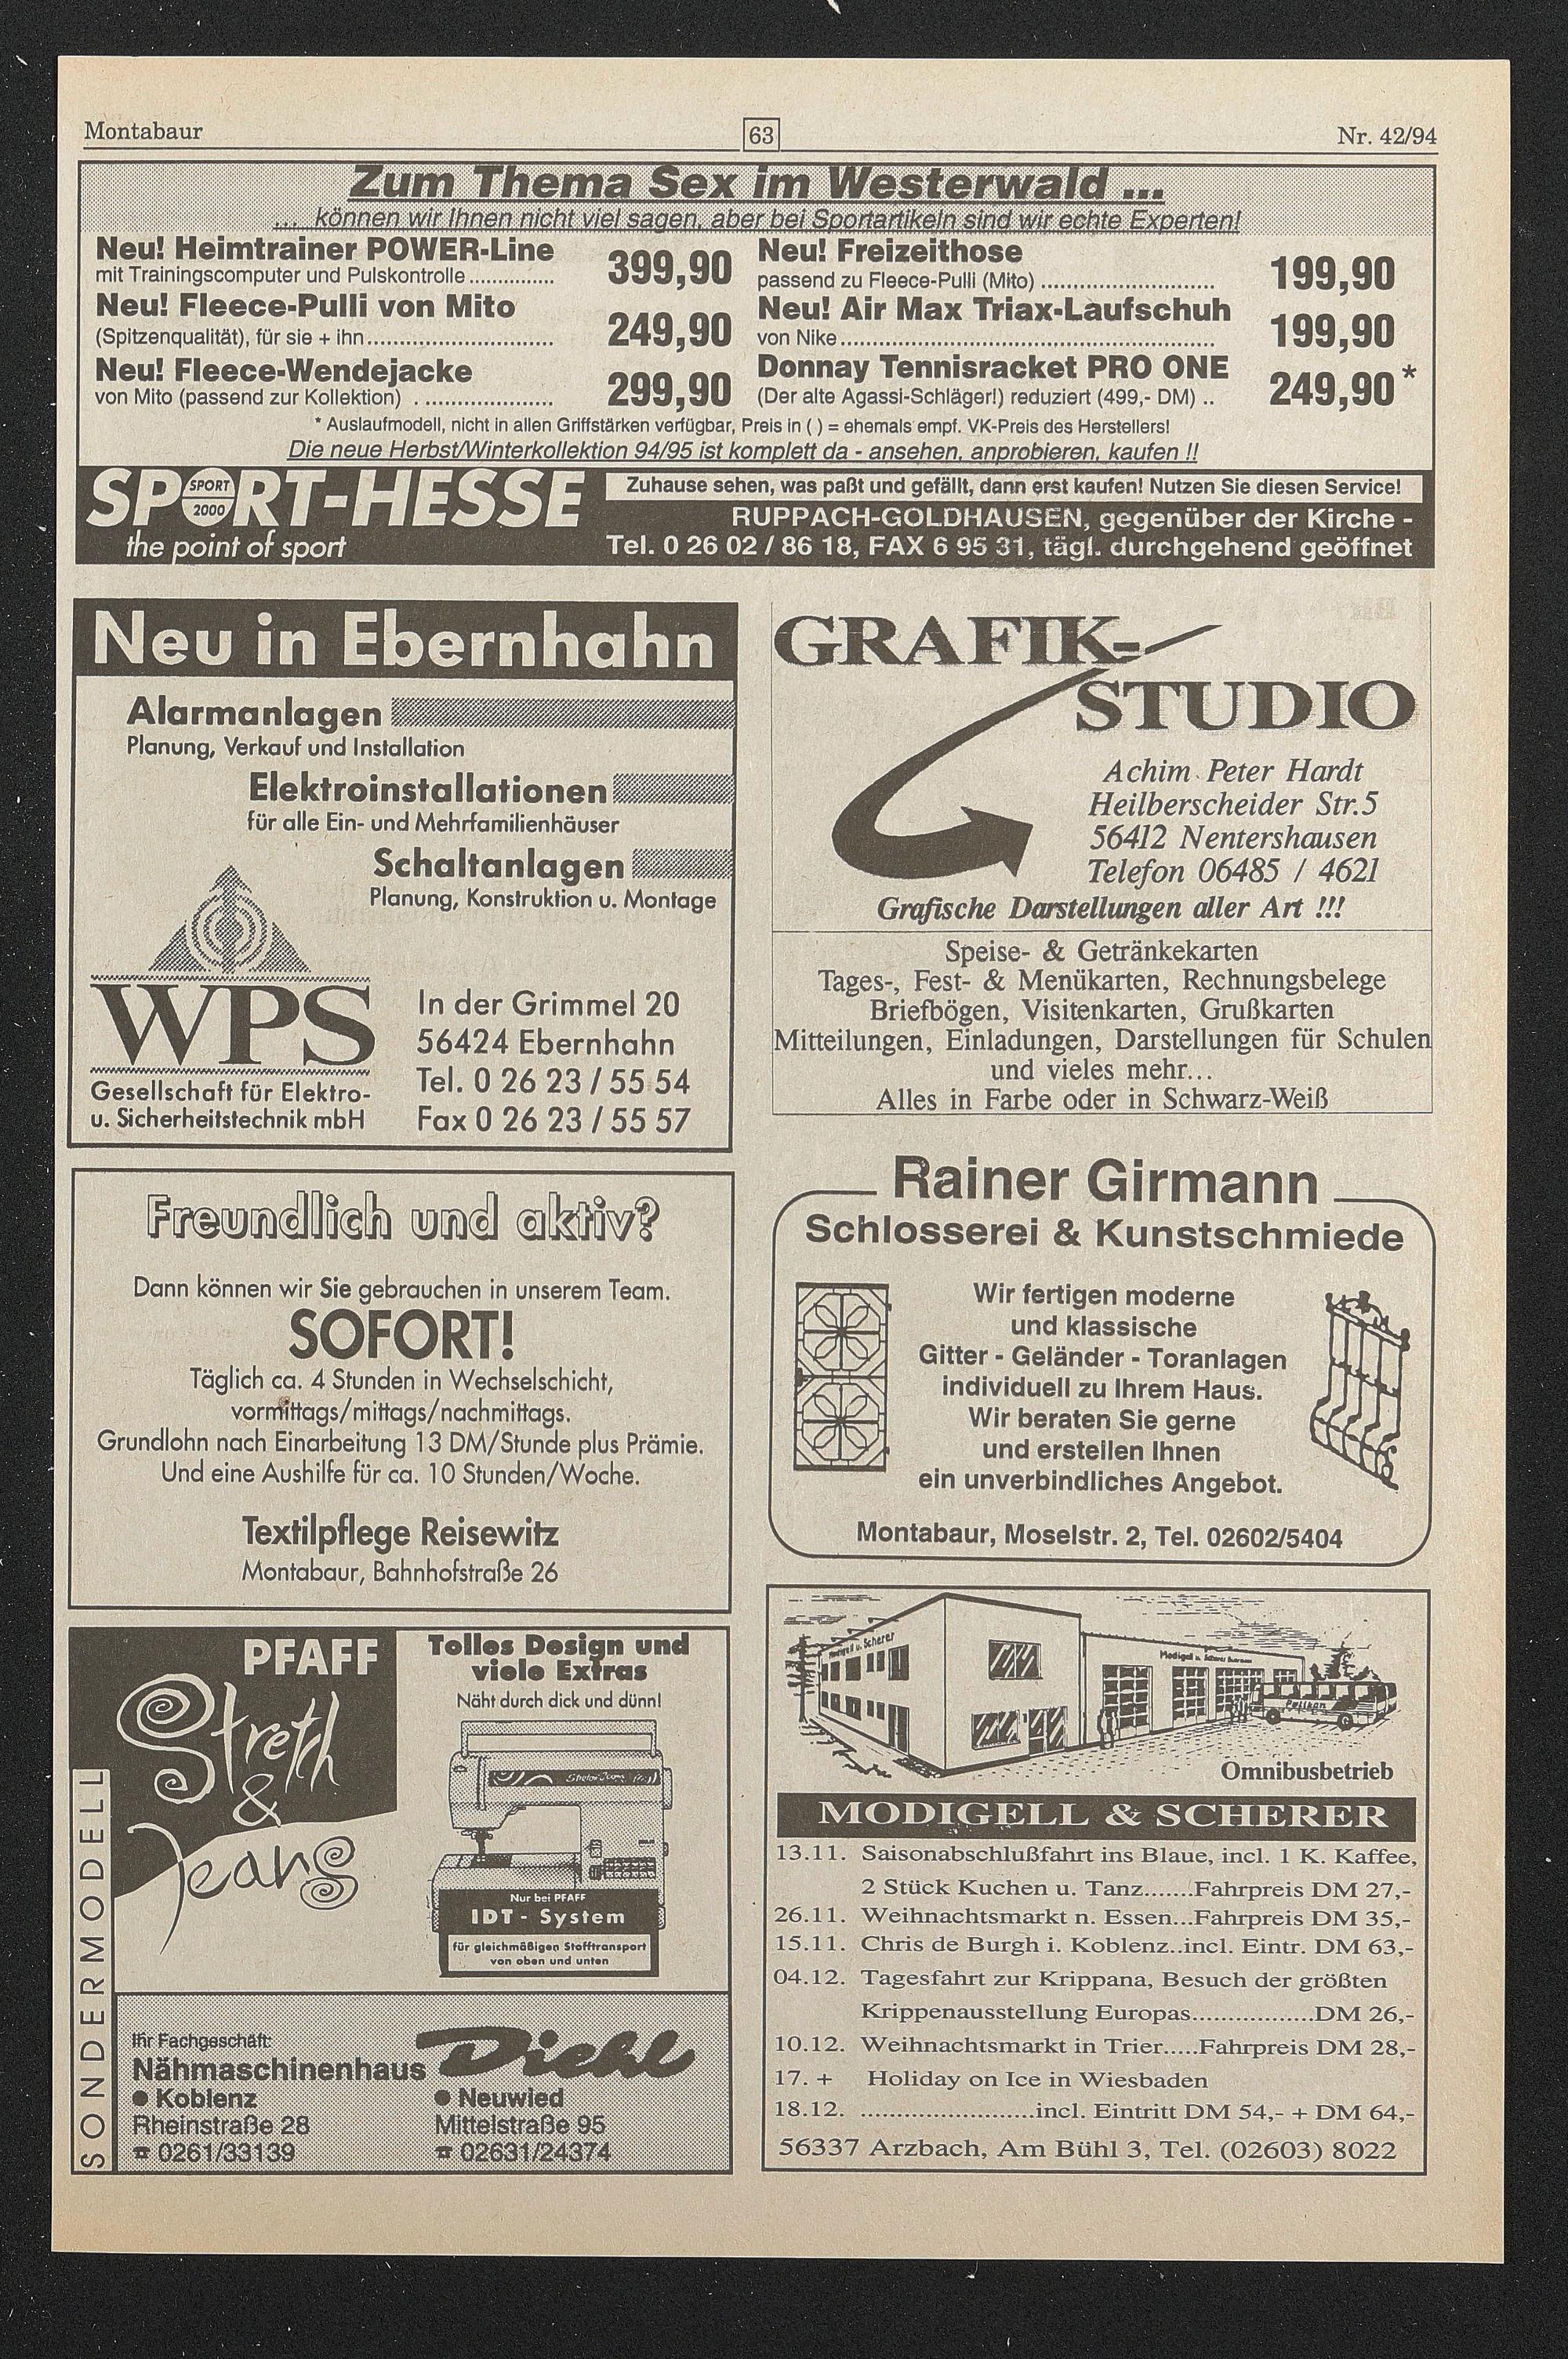 Montabaur
63
Nr. 42/94
Zum Thema Sex im Westerwald ...
... können wir Ihnen nicht viel sagen, aber bei Sportartikeln sind wir echte Experten!
Neu! Heimtrainer POWER-Line
mit Trainingscomputer und Pulskontrolle............... 399,90
Neu! Fleece-Pulli von Mito
(Spitzenqualität), für sie + ihn............................. 249,90
Neu! Fleece-Wendejacke
von Mito (passend zur Kollektion) . .................... 299,90
Neu! Freizeithose
passend zu Fleece-Pulli (Mito) ........................... 199,90
Neu! Air Max Triax-Laufschuh
von Nike........................................................... 199,90
Donnay Tennisracket PRO ONE
(Der alte Agassi-Schläger!) reduziert (499,- DM) .. 249,90*
* Auslaufmodell, nicht in allen Griffstärken verfügbar, Preis in ( ) = ehemals empf. VK-Preis des Herstellers!
Die neue Herbst/Winterkollektion 94/95 ist komplett da - ansehen, anprobieren, kaufen !!
SPORT-HESSE
SPORT
2000
the point of sport
Zuhause sehen, was paßt und gefällt, dann erst kaufen! Nutzen Sie diesen Service!
RUPPACH-GOLDHAUSEN, gegenüber der Kirche -
Tel. 0 26 02 / 86 18, FAX 6 95 31, tägl. durchgehend geöffnet
Neu in Ebernhahn
Alarmanlagen
Planung, Verkauf und Installation
Elektroinstallationen
für alle Ein- und Mehrfamilienhäuser
Schaltanlagen
Planung, Konstruktion u. Montage
WPS
Gesellschaft für Elektro-
u. Sicherheitstechnik mbH
In der Grimmel 20
56424 Ebernhahn
Tel. 0 26 23 / 55 54
Fax 0 26 23 / 55 57
GRAFIK-
STUDIO
Achim Peter Hardt
Heilberscheider Str.5
56412 Nentershausen
Telefon 06485 / 4621
Grafische Darstellungen aller Art !!!
Speise- & Getränkekarten
Tages-, Fest- & Menükarten, Rechnungsbelege
Briefbögen, Visitenkarten, Grußkarten
Mitteilungen, Einladungen, Darstellungen für Schulen
und vieles mehr...
Alles in Farbe oder in Schwarz-Weiß
Freundlich und aktiv?
Dann können wir Sie gebrauchen in unserem Team.
SOFORT!
Täglich ca. 4 Stunden in Wechselschicht,
vormittags/mittags/nachmittags.
Grundlohn nach Einarbeitung 13 DM/Stunde plus Prämie.
Und eine Aushilfe für ca. 10 Stunden/Woche.
Textilpflege Reisewitz
Montabaur, Bahnhofstraße 26
Rainer Girmann
Schlosserei & Kunstschmiede
Wir fertigen moderne
und klassische
Gitter - Geländer - Toranlagen
individuell zu Ihrem Haus.
Wir beraten Sie gerne
und erstellen Ihnen
ein unverbindliches Angebot.
Montabaur, Moselstr. 2, Tel. 02602/5404
SONDERMODELL
PFAFF
Stretch
&
Jeans
Tolles Design und
viele Extras
Näht durch dick und dünn!
Nur bei PFAFF
IDT - System
für gleichmäßigen Stofftransport
von oben und unten
Ihr Fachgeschäft:
Nähmaschinenhaus Diehl
● Koblenz
Rheinstraße 28
☎ 0261/33139
● Neuwied
Mittelstraße 95
☎ 02631/24374
Modigell u. Scherer
Modigell u. Scherer
Pelikan
Omnibusbetrieb
MODIGELL & SCHERER
13.11. Saisonabschlußfahrt ins Blaue, incl. 1 K. Kaffee,
2 Stück Kuchen u. Tanz.......Fahrpreis DM 27,-
26.11. Weihnachtsmarkt n. Essen...Fahrpreis DM 35,-
15.11. Chris de Burgh i. Koblenz..incl. Eintr. DM 63,-
04.12. Tagesfahrt zur Krippana, Besuch der größten
Krippenausstellung Europas..................DM 26,-
10.12. Weihnachtsmarkt in Trier.....Fahrpreis DM 28,-
17. + Holiday on Ice in Wiesbaden
18.12. .........................incl. Eintritt DM 54,- + DM 64,-
56337 Arzbach, Am Bühl 3, Tel. (02603) 8022